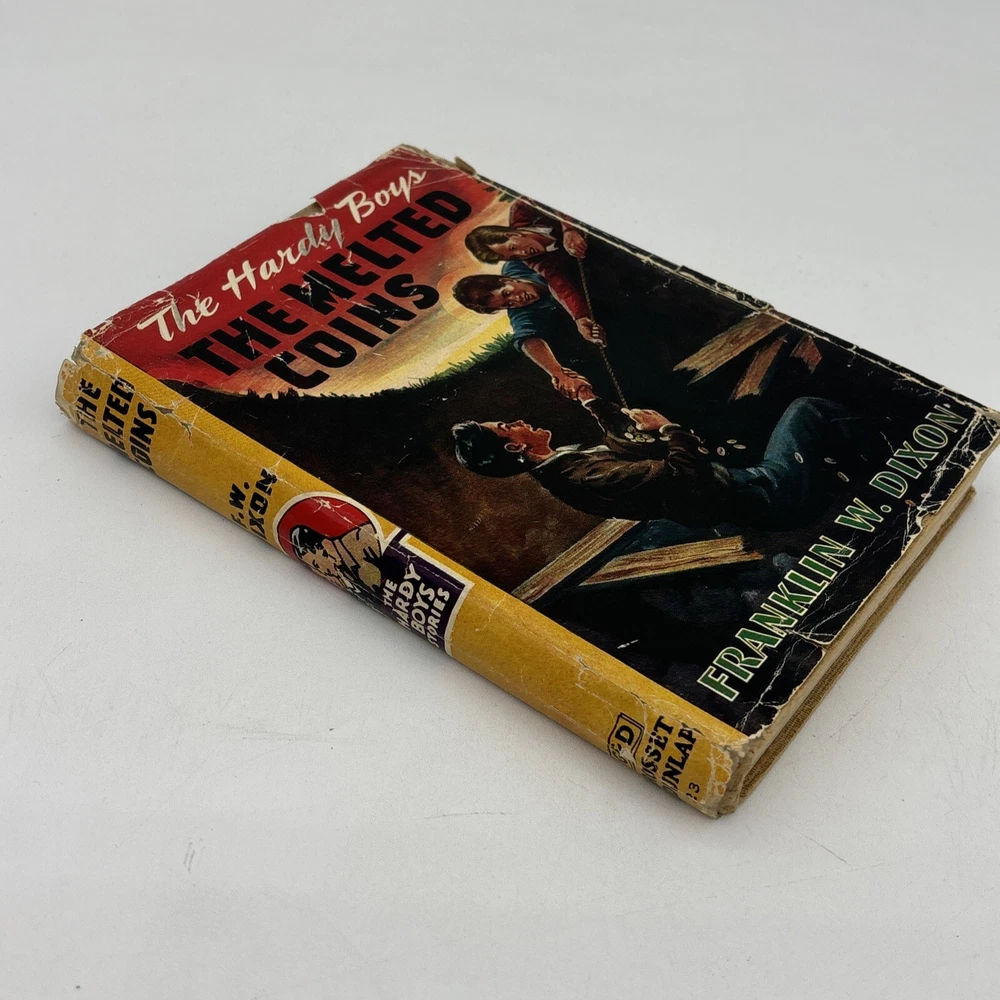 The Hardy Boys
THE MELTED
COINS
FRANKLIN W. DIXON
THE
MELTED
COINS
F. W.
DIXON
THE
HARDY
BOYS
STORIES
G D
GROSSET
DUNLAP